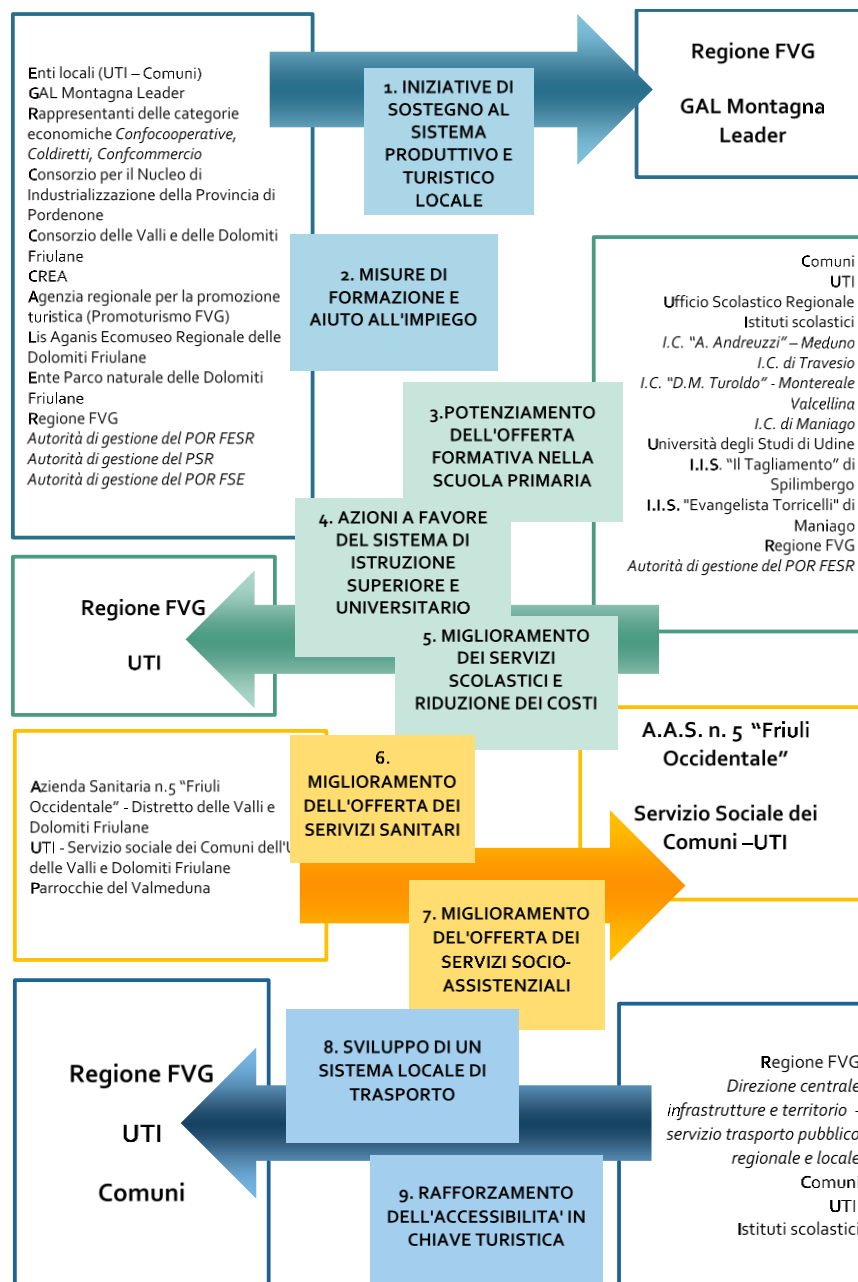 Enti locali (UTI – Comuni)
GAL Montagna Leader
Rappresentanti delle categorie
economiche Confocooperative,
Coldiretti, Confcommercio
Consorzio per il Nucleo di
Industrializzazione della Provincia di
Pordenone
Consorzio delle Valli e delle Dolomiti
Friulane
CREA
Agenzia regionale per la promozione
turistica (Promoturismo FVG)
Lis Aganis Ecomuseo Regionale delle
Dolomiti Friulane
Ente Parco naturale delle Dolomiti
Friulane
Regione FVG
Autorità di gestione del POR FESR
Autorità di gestione del PSR
Autorità di gestione del POR FSE
1. INIZIATIVE DI
SOSTEGNO AL
SISTEMA
PRODUTTIVO E
TURISTICO
LOCALE
Regione FVG
GAL Montagna
Leader
2. MISURE DI
FORMAZIONE E
AIUTO ALL'IMPIEGO
Comuni
UTI
Ufficio Scolastico Regionale
Istituti scolastici
I.C. “A. Andreuzzi” – Meduno
I.C. di Travesio
I.C. “D.M. Turoldo” - Montereale
Valcellina
I.C. di Maniago
Università degli Studi di Udine
I.I.S. “Il Tagliamento” di
Spilimbergo
I.I.S. "Evangelista Torricelli" di
Maniago
Regione FVG
Autorità di gestione del POR FESR
3.POTENZIAMENTO
DELL'OFFERTA
FORMATIVA NELLA
SCUOLA PRIMARIA
4. AZIONI A FAVORE
DEL SISTEMA DI
ISTRUZIONE
SUPERIORE E
UNIVERSITARIO
Regione FVG
UTI
5. MIGLIORAMENTO
DEI SERVIZI
SCOLASTICI E
RIDUZIONE DEI COSTI
Azienda Sanitaria n.5 “Friuli
Occidentale” - Distretto delle Valli e
Dolomiti Friulane
UTI - Servizio sociale dei Comuni dell'U
delle Valli e Dolomiti Friulane
Parrocchie del Valmeduna
6.
MIGLIORAMENTO
DELL'OFFERTA DEI
SERIVIZI SANITARI
A.A.S. n. 5 “Friuli
Occidentale”
Servizio Sociale dei
Comuni –UTI
7. MIGLIORAMENTO
DEL'OFFERTA DEI
SERVIZI SOCIO-
ASSISTENZIALI
Regione FVG
UTI
Comuni
8. SVILUPPO DI UN
SISTEMA LOCALE DI
TRASPORTO
9. RAFFORZAMENTO
DELL'ACCESSIBILITA' IN
CHIAVE TURISTICA
Regione FVG
Direzione centrale
infrastrutture e territorio -
servizio trasporto pubblico
regionale e locale
Comuni
UTI
Istituti scolastici